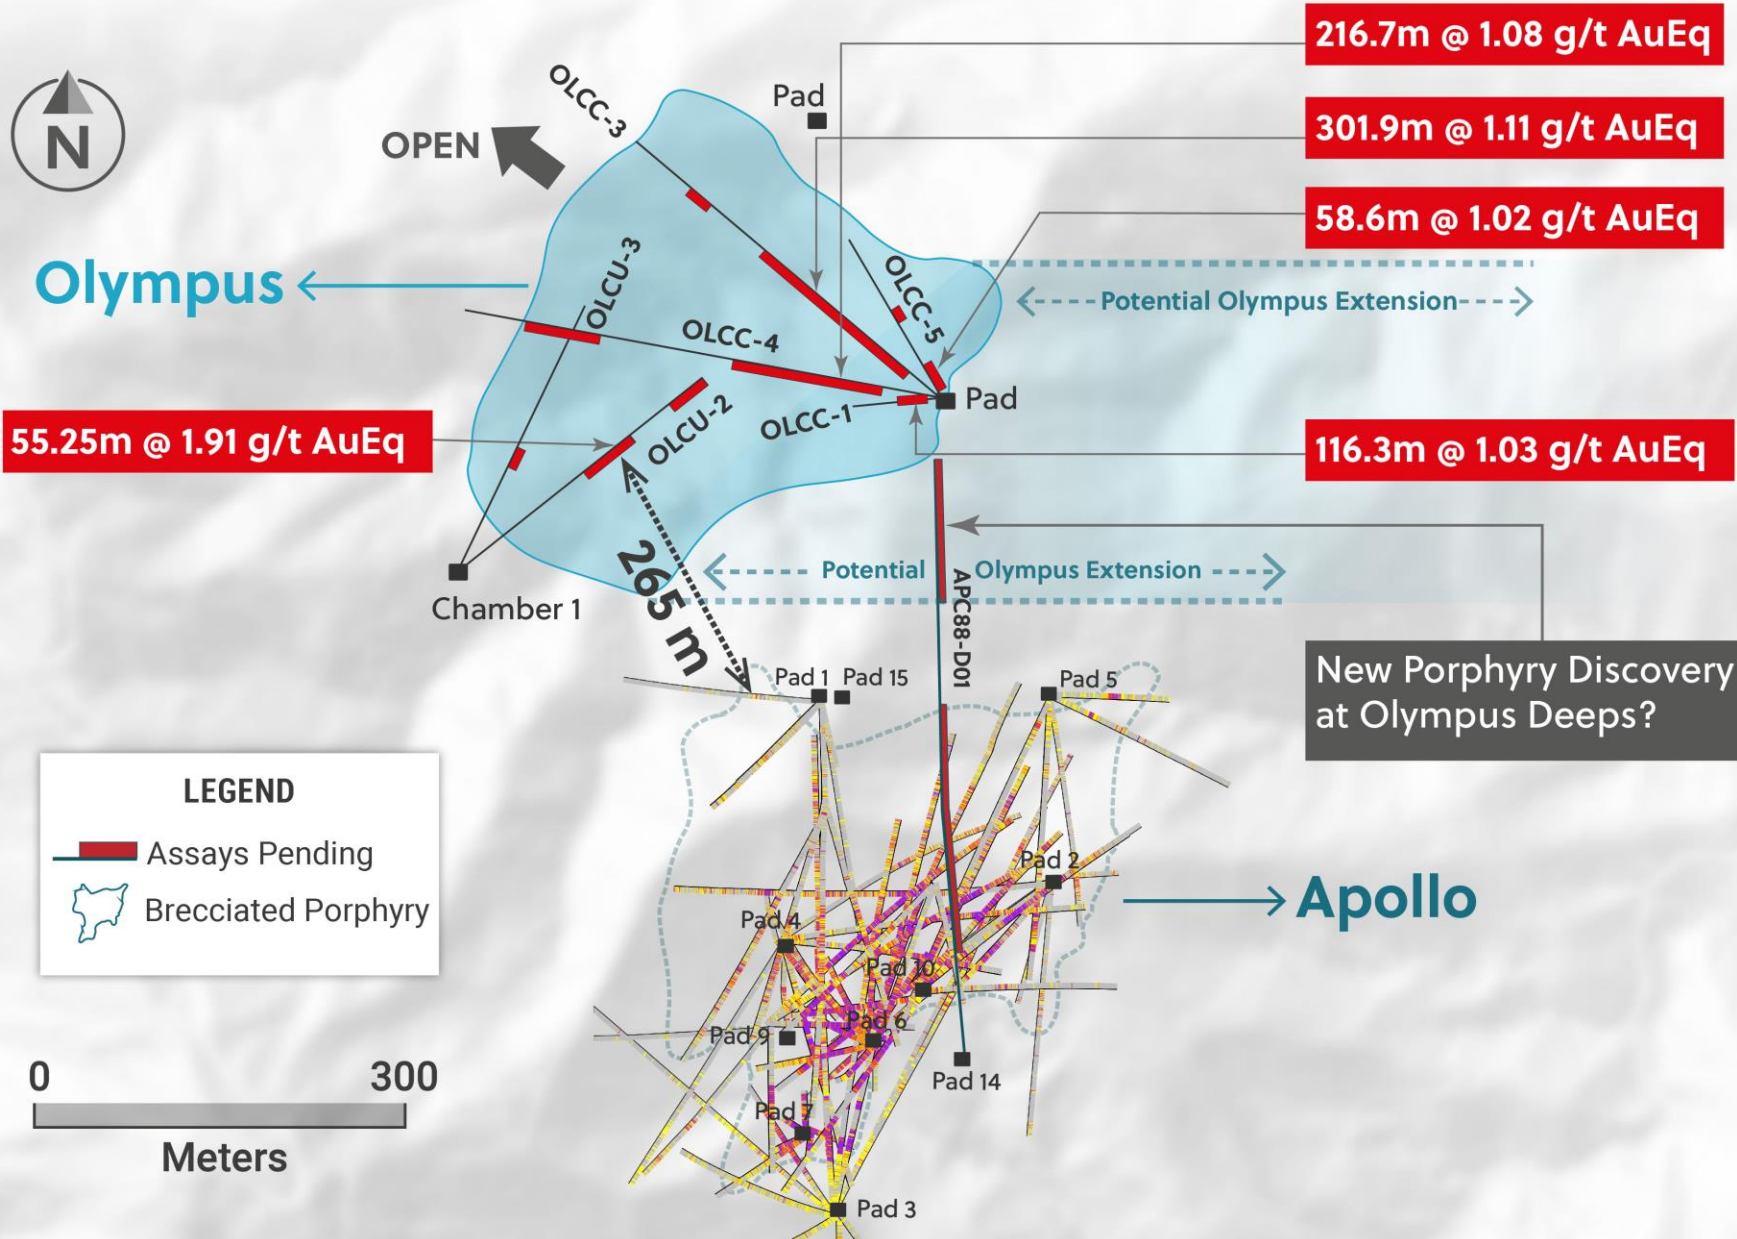 216.7m @ 1.08 g/t AuEq
OLCC-3
Pad
N
OPEN
301.9m @ 1.11 g/t AuEq
58.6m @ 1.02 g/t AuEq
Olympus
OLCU-3
OLCC-5
Potential Olympus Extension
OLCC-4
OLCC-1
Pad
OLCU-2
55.25m @ 1.91 g/t AuEq
116.3m @ 1.03 g/t AuEq
265 m
Potential Olympus Extension
Chamber 1
APC88-D01
New Porphyry Discovery
at Olympus Deeps?
Pad 1
Pad 15
Pad 5
LEGEND
Assays Pending
Brecciated Porphyry
Pad 2
Apollo
Pad 4
Pad 10
Pad 6
Pad 9
Pad 14
Pad 7
Pad 3
0 300
Meters